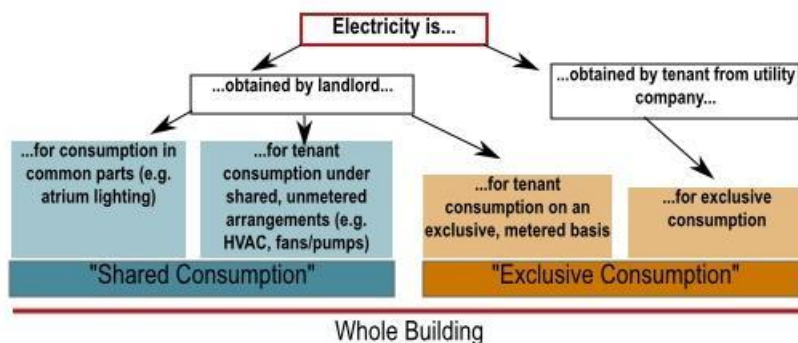 Electricity is...
...obtained by landlord...
...obtained by tenant from utility
company...
...for consumption in
common parts (e.g.
atrium lighting)
...for tenant
consumption under
shared, unmetered
arrangements (e.g.
HVAC, fans/pumps)
...for tenant
consumption on an
exclusive, metered
basis
...for exclusive
consumption
"Shared Consumption"
"Exclusive Consumption"
Whole Building